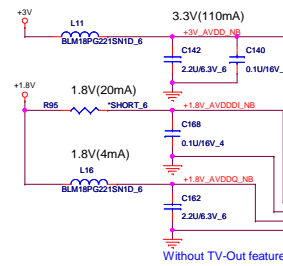 +3V
3.3V(110mA)
L11
+3V_AVDD_NB
BLM18PG221SN1D_6
C142
C140
2.2U/6.3V_6
0.1U/16V_
+1.8V
1.8V(20mA)
R95
*SHORT_6
+1.8V_AVDDDI_NB
C168
0.1U/16V_4
1.8V(4mA)
L16
+1.8V_AVDDQ_NB
BLM18PG221SN1D_6
C162
2.2U/6.3V_6
Without TV-Out feature